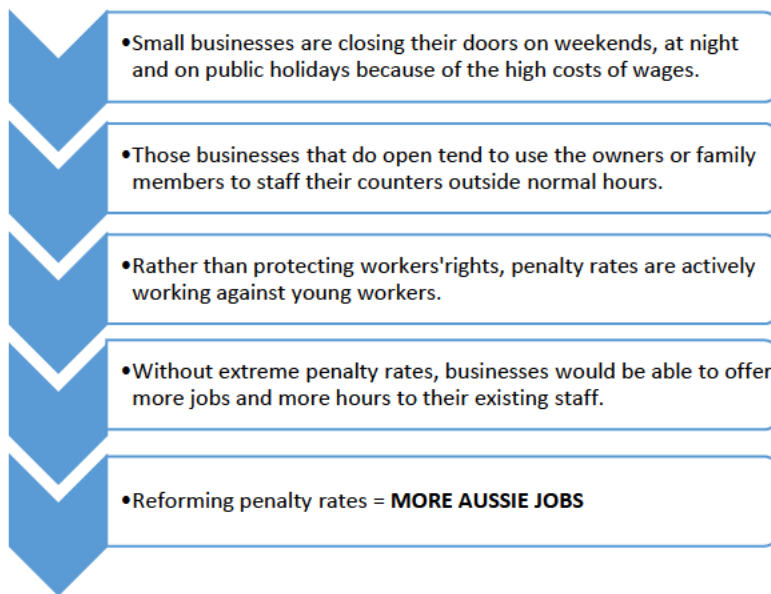 •Small businesses are closing their doors on weekends, at night
and on public holidays because of the high costs of wages.
•Those businesses that do open tend to use the owners or family
members to staff their counters outside normal hours.
•Rather than protecting workers'rights, penalty rates are actively
working against young workers.
•Without extreme penalty rates, businesses would be able to offer
more jobs and more hours to their existing staff.
•Reforming penalty rates = MORE AUSSIE JOBS